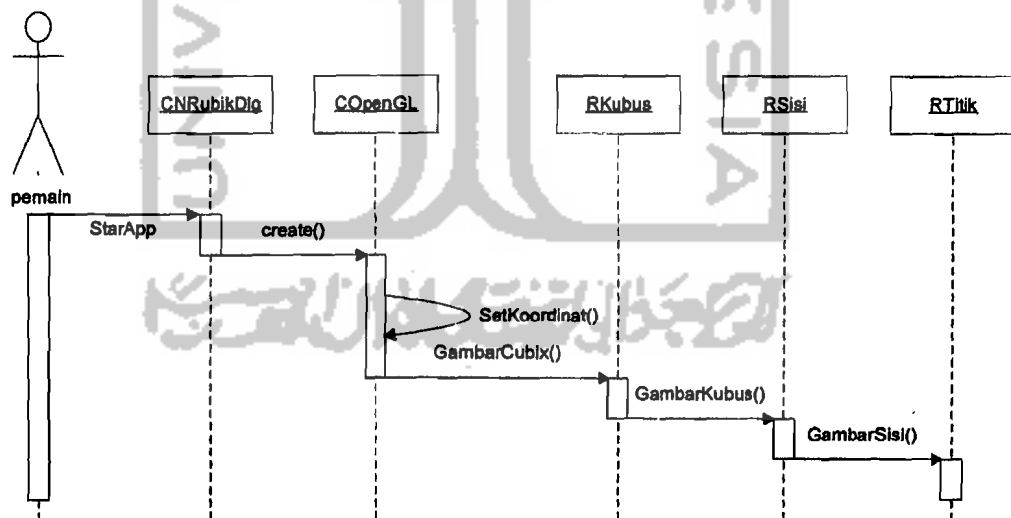 CNRubikDlg
COpenGL
RKubus
RSisi
RTitik
pemain
StarApp
create()
SetKoordinat()
GambarCubix()
GambarKubus()
GambarSisi()